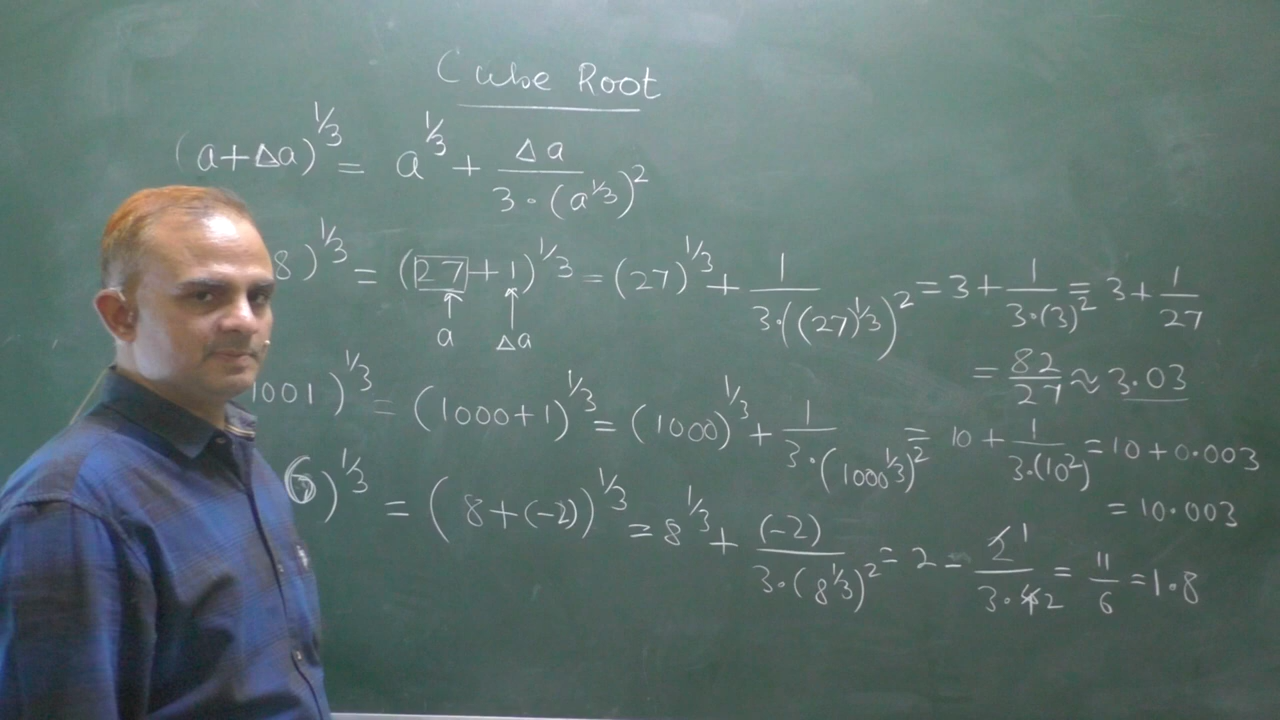 Cube Root
(a+Δa)^1/3 = a^1/3 + Δa / 3·(a^1/3)^2
8)^1/3 = (27+1)^1/3 = (27)^1/3 + 1 / 3·((27)^1/3)^2 = 3 + 1 / 3·(3)^2 = 3 + 1/27
a Δa
= 82/27 ≈ 3.03
1001)^1/3 = (1000+1)^1/3 = (1000)^1/3 + 1 / 3·(1000^1/3)^2 = 10 + 1 / 3·(10^2) = 10 + 0.003
= 10.003
6)^1/3 = (8+(-2))^1/3 = 8^1/3 + (-2) / 3·(8^1/3)^2 = 2 - 2 1 / 3·4 2 = 11/6 = 1.8